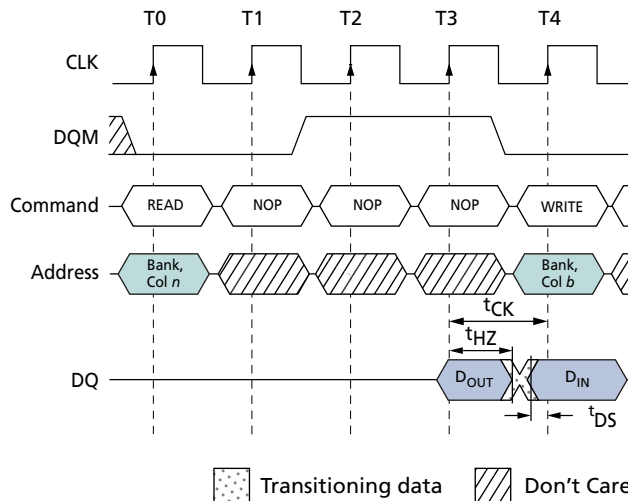 T0 T1 T2 T3 T4
CLK
DQM
Command READ NOP NOP NOP WRITE
Address Bank, Col n Bank, Col b
tCK
tHZ
DQ DOUT DIN
tDS
Transitioning data Don't Care